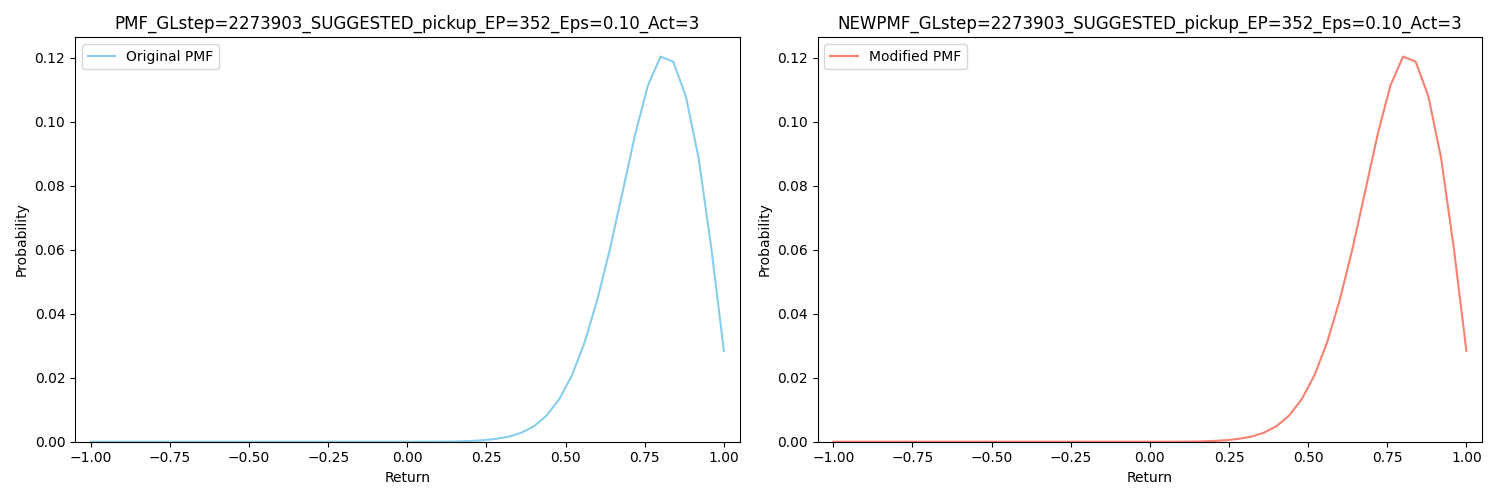 PMF_GLstep=2273903_SUGGESTED_pickup_EP=352_Eps=0.10_Act=3
Original PMF
0.12
0.10
0.08
0.06
0.04
0.02
0.00
Probability
−1.00 −0.75 −0.50 −0.25 0.00 0.25 0.50 0.75 1.00
Return
NEWPMF_GLstep=2273903_SUGGESTED_pickup_EP=352_Eps=0.10_Act=3
Modified PMF
0.12
0.10
0.08
0.06
0.04
0.02
0.00
Probability
−1.00 −0.75 −0.50 −0.25 0.00 0.25 0.50 0.75 1.00
Return